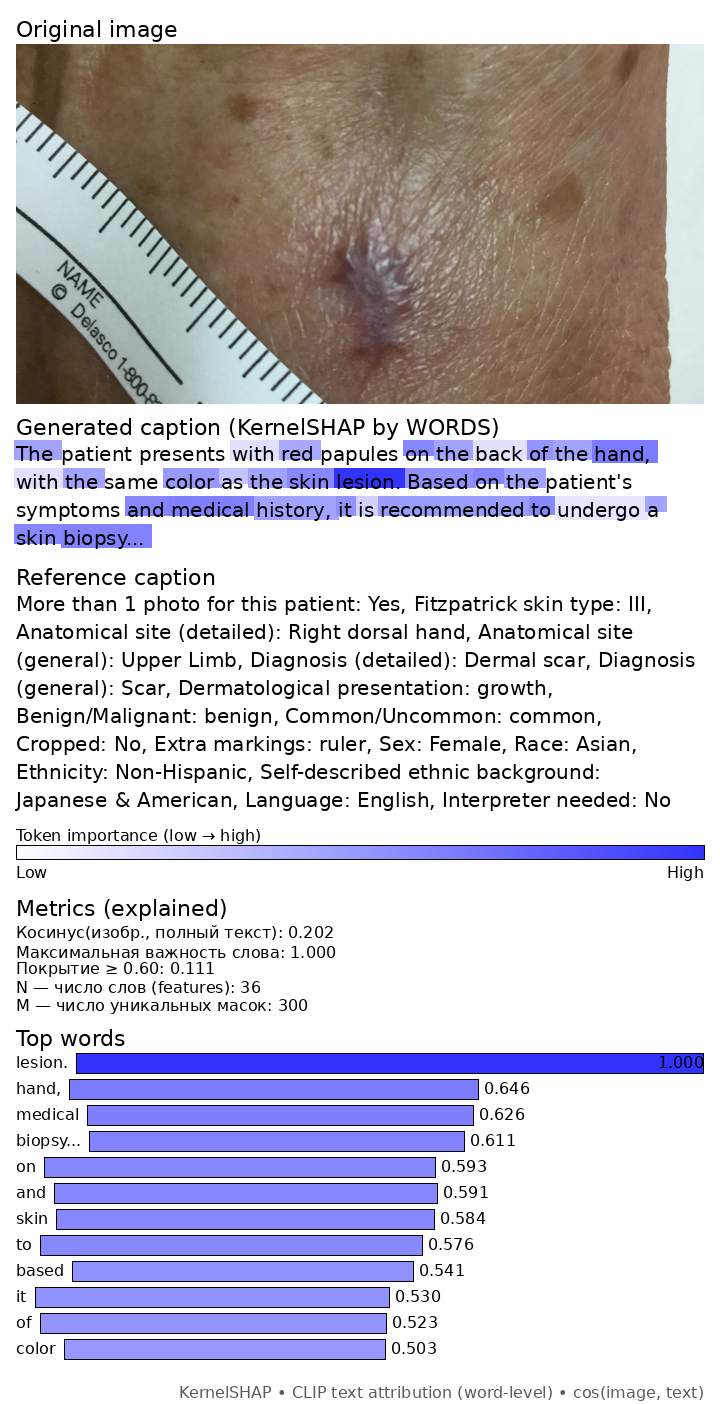 Original image
NAME
© Delasco 1-800-8
Generated caption (KernelSHAP by WORDS)
The patient presents with red papules on the back of the hand,
with the same color as the skin lesion. Based on the patient's
symptoms and medical history, it is recommended to undergo a
skin biopsy...
Reference caption
More than 1 photo for this patient: Yes, Fitzpatrick skin type: III,
Anatomical site (detailed): Right dorsal hand, Anatomical site
(general): Upper Limb, Diagnosis (detailed): Dermal scar, Diagnosis
(general): Scar, Dermatological presentation: growth,
Benign/Malignant: benign, Common/Uncommon: common,
Cropped: No, Extra markings: ruler, Sex: Female, Race: Asian,
Ethnicity: Non-Hispanic, Self-described ethnic background:
Japanese & American, Language: English, Interpreter needed: No
Token importance (low → high)
Low High
Metrics (explained)
Косинус(изобр., полный текст): 0.202
Максимальная важность слова: 1.000
Покрытие ≥ 0.60: 0.111
N — число слов (features): 36
M — число уникальных масок: 300
Top words
lesion. 1.000
hand, 0.646
medical 0.626
biopsy... 0.611
on 0.593
and 0.591
skin 0.584
to 0.576
based 0.541
it 0.530
of 0.523
color 0.503
KernelSHAP • CLIP text attribution (word-level) • cos(image, text)